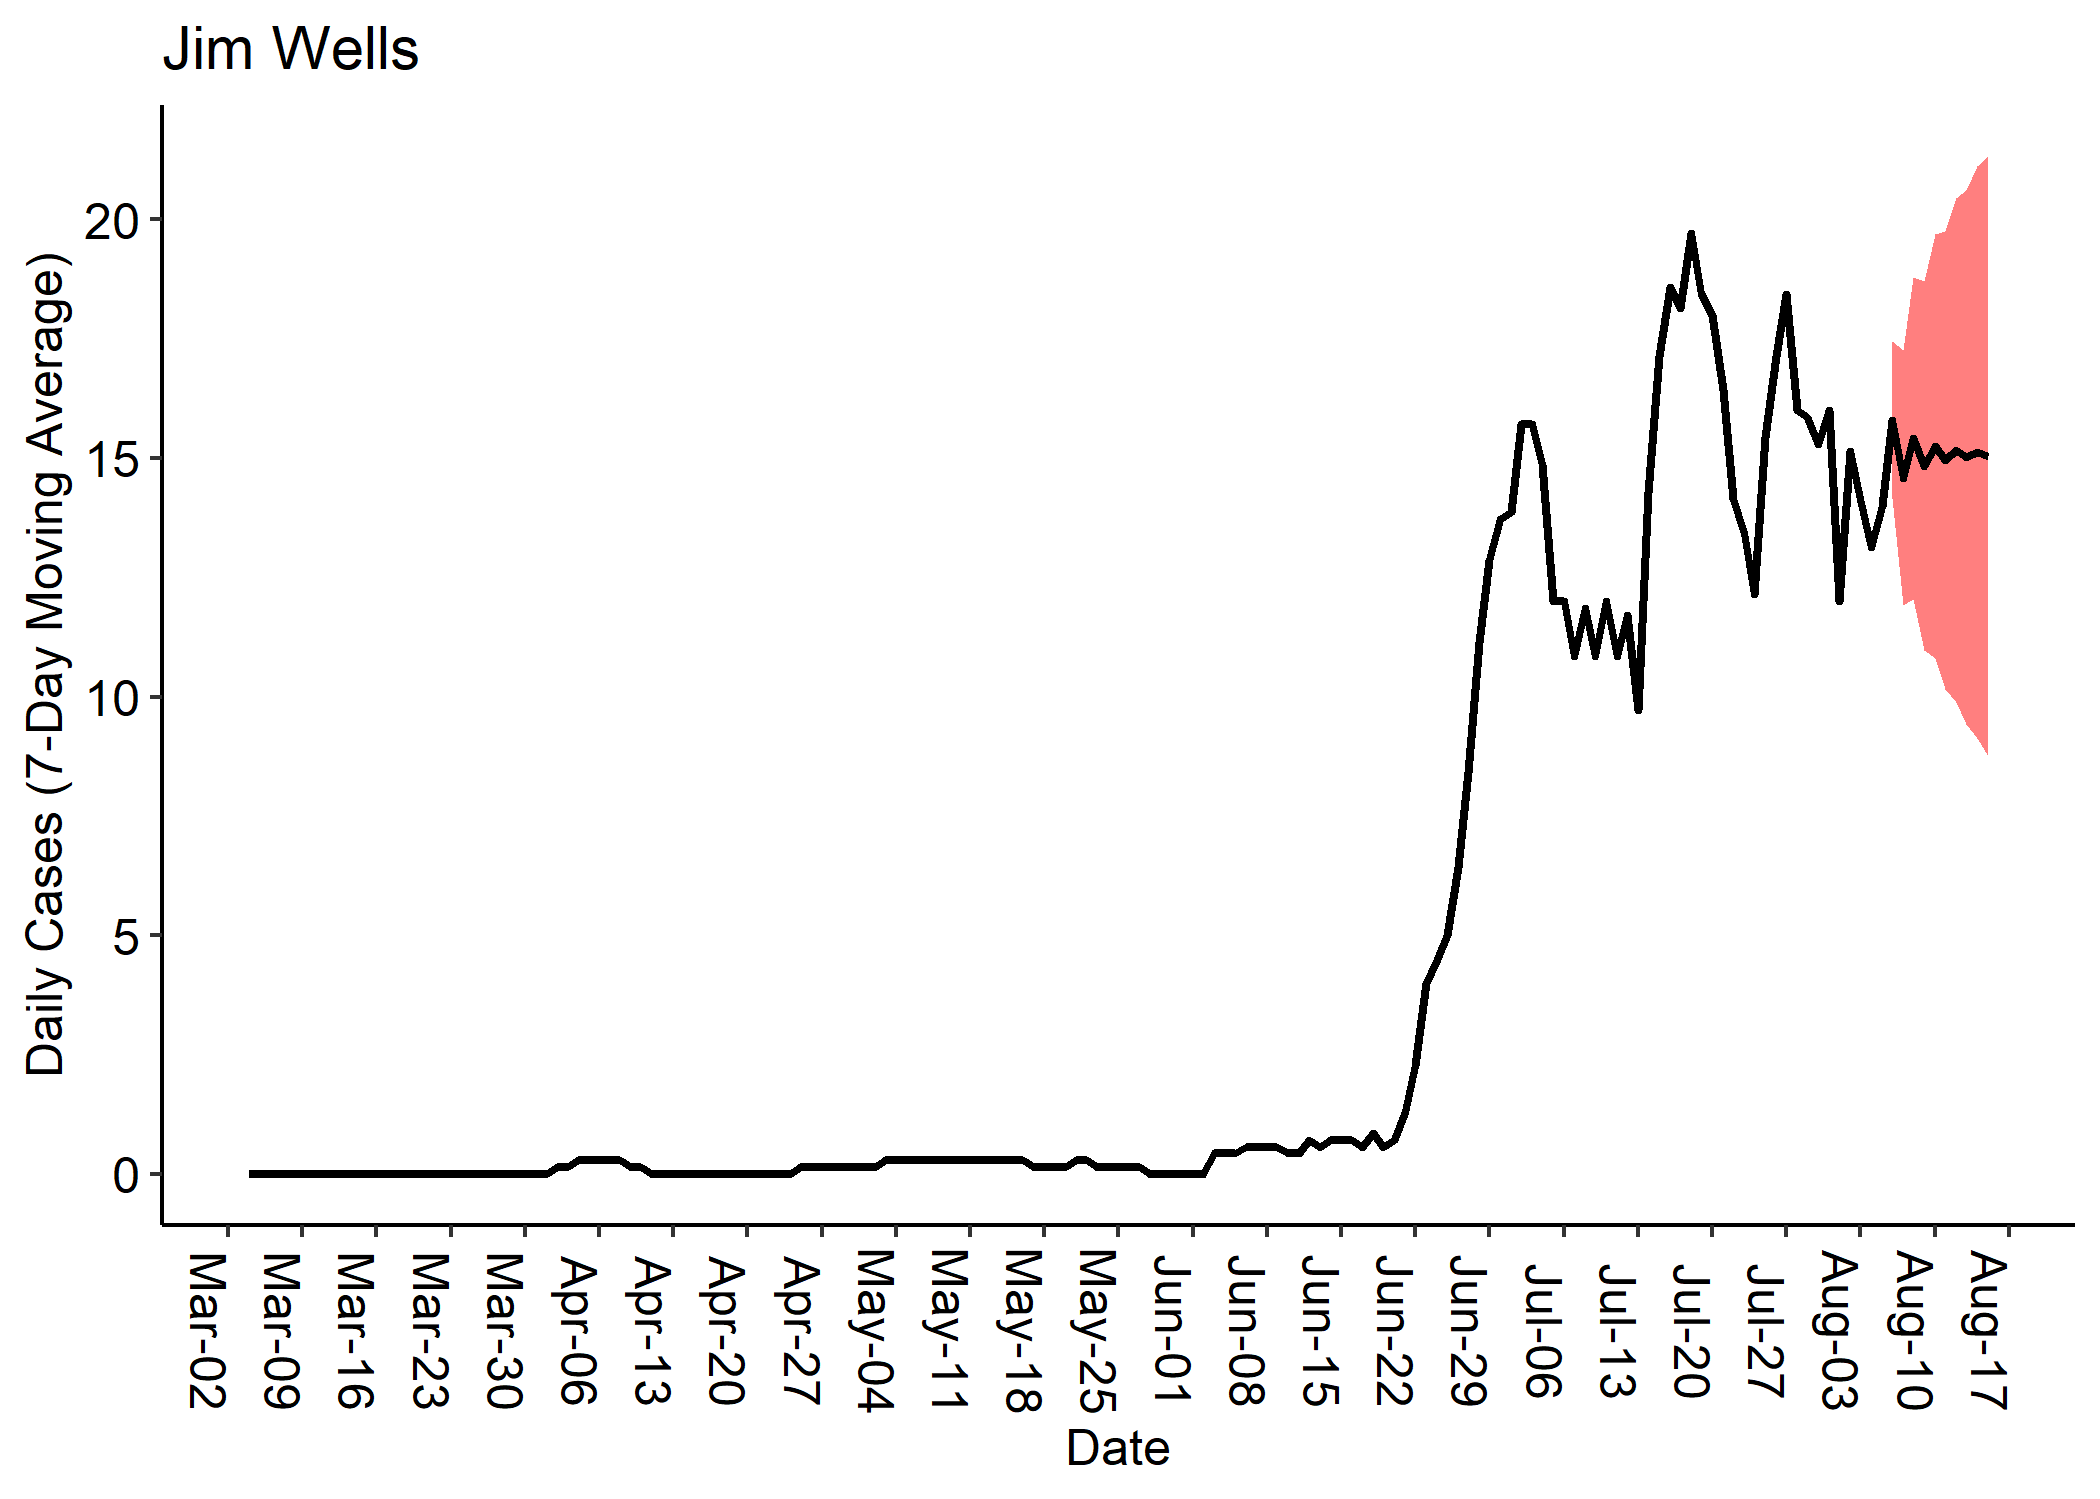 Jim Wells
Daily Cases (7-Day Moving Average)
20
15
10
5
0
Mar-02
Mar-09
Mar-16
Mar-23
Mar-30
Apr-06
Apr-13
Apr-20
Apr-27
May-04
May-11
May-18
May-25
Jun-01
Jun-08
Jun-15
Jun-22
Jun-29
Jul-06
Jul-13
Jul-20
Jul-27
Aug-03
Aug-10
Aug-17
Date